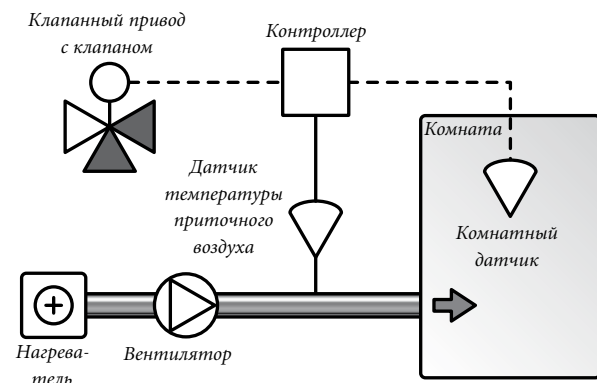 Клапанный привод
с клапаном
Контроллер
Комната
Датчик
температуры
приточного
воздуха
Комнатный
датчик
Нагрева-
тель
Вентилятор